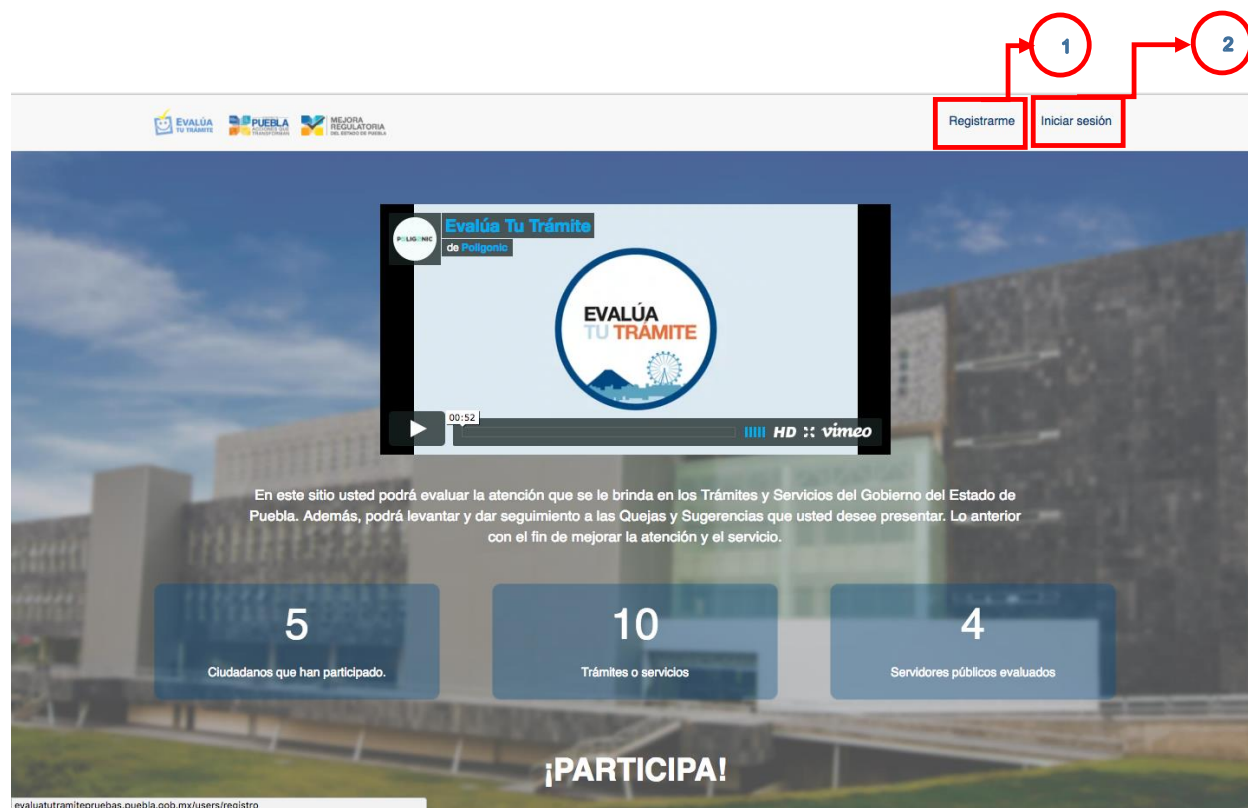 1
2
EVALÚA
TU TRÁMITE
PUEBLA
ACCIONES QUE
TRANSFORMAN
MEJORA
REGULATORIA
DEL ESTADO DE PUEBLA
Registrarme
Iniciar sesión
POLIGONIC
Evalúa Tu Trámite
de Poligonic
EVALÚA
TU TRÁMITE
00:52
HD
vimeo
En este sitio usted podrá evaluar la atención que se le brinda en los Trámites y Servicios del Gobierno del Estado de
Puebla. Además, podrá levantar y dar seguimiento a las Quejas y Sugerencias que usted desee presentar. Lo anterior
con el fin de mejorar la atención y el servicio.
5
Ciudadanos que han participado.
10
Trámites o servicios
4
Servidores públicos evaluados
¡PARTICIPA!
evaluatutramitepruebas.puebla.gob.mx/users/registro